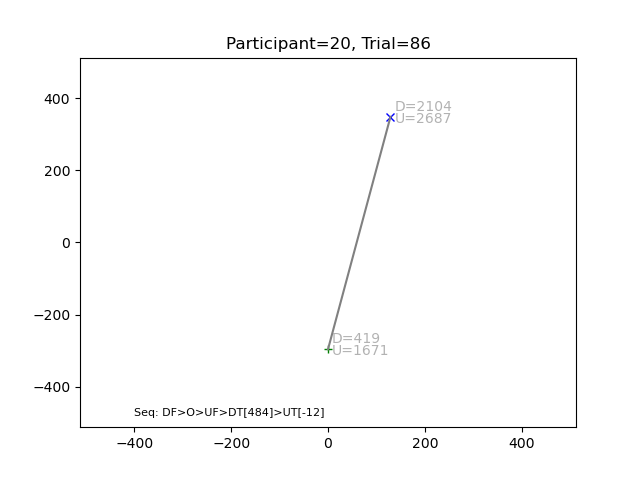 Participant=20, Trial=86
400
200
0
−200
−400
D=2104
U=2687
D=419
U=1671
Seq: DF>O>UF>DT[484]>UT[-12]
−400
−200
0
200
400